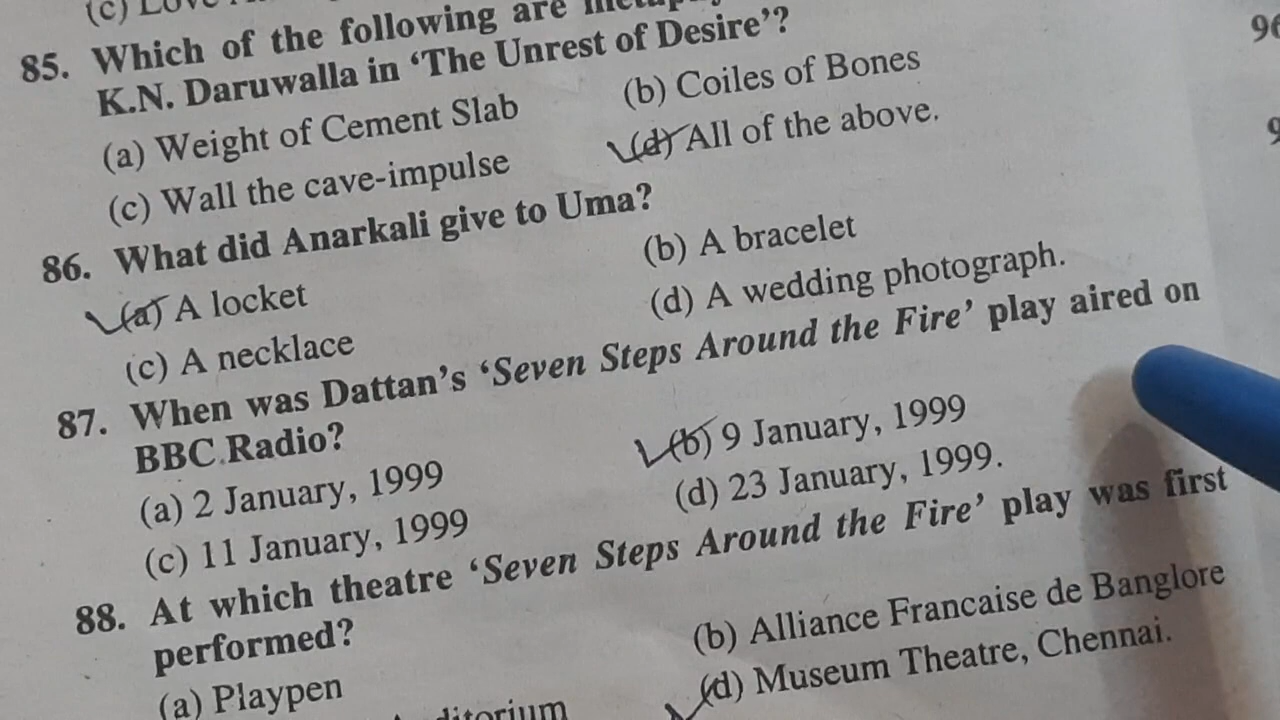 (c)
85. Which of the following are
K.N. Daruwalla in ‘The Unrest of Desire’?
(a) Weight of Cement Slab (b) Coiles of Bones
(c) Wall the cave-impulse (d) All of the above.
86. What did Anarkali give to Uma?
(a) A locket (b) A bracelet
(c) A necklace (d) A wedding photograph.
87. When was Dattan’s ‘Seven Steps Around the Fire’ play aired on
BBC Radio?
(a) 2 January, 1999 (b) 9 January, 1999
(c) 11 January, 1999 (d) 23 January, 1999.
88. At which theatre ‘Seven Steps Around the Fire’ play was first
performed?
(a) Playpen (b) Alliance Francaise de Banglore
(d) Museum Theatre, Chennai.